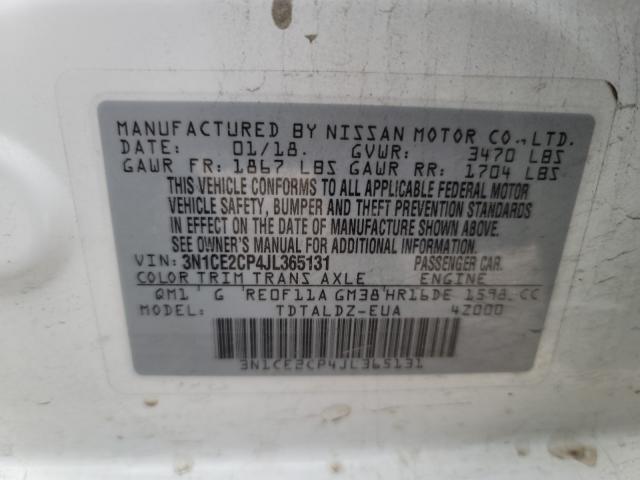 MANUFACTURED BY NISSAN MOTOR CO., LTD.
DATE: 01/18. GVWR: 3470 LBS
GAWR FR: 1867 LBS GAWR RR: 1704 LBS
THIS VEHICLE CONFORMS TO ALL APPLICABLE FEDERAL MOTOR
VEHICLE SAFETY, BUMPER AND THEFT PREVENTION STANDARDS
IN EFFECT ON THE DATE OF MANUFACTURE SHOWN ABOVE.
SEE OWNER'S MANUAL FOR ADDITIONAL INFORMATION.
VIN: 3N1CE2CP4JL365131 PASSENGER CAR.
COLOR TRIM TRANS AXLE ENGINE
QM1 G RE0F11A GM38 HR16DE 1598 CC
MODEL: TDTALDZ-EUA 4Z000
3N1CE2CP4JL365131